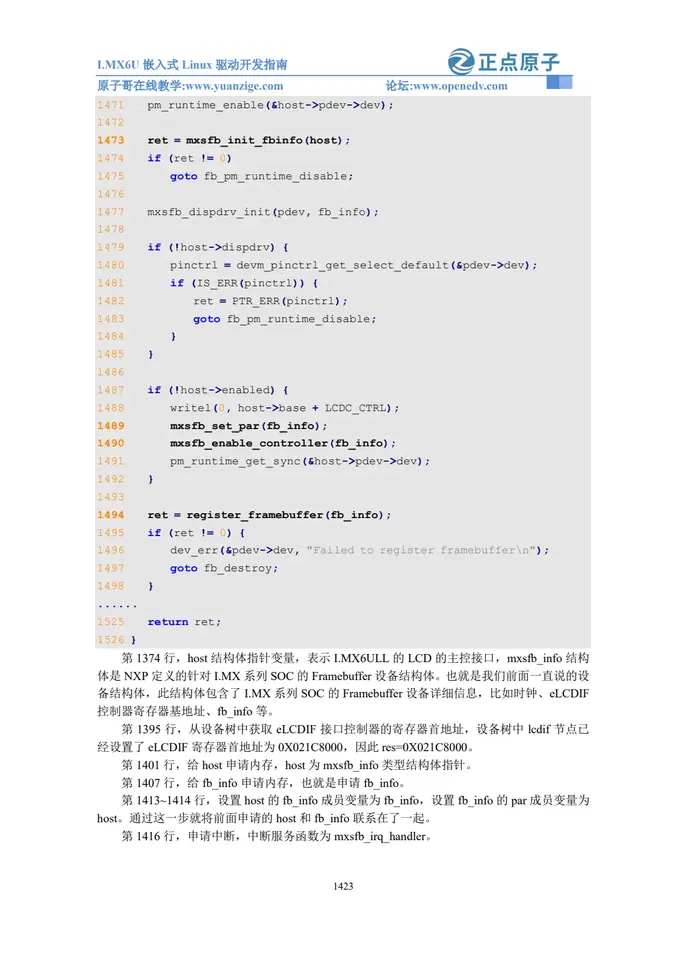 I.MX6U 嵌入式 Linux 驱动开发指南
正点原子
原子哥在线教学:www.yuanzige.com
论坛:www.openedv.com
1471 pm_runtime_enable(&host->pdev->dev);
1472
1473 ret = mxsfb_init_fbinfo(host);
1474 if (ret != 0)
1475 goto fb_pm_runtime_disable;
1476
1477 mxsfb_dispdrv_init(pdev, fb_info);
1478
1479 if (!host->dispdrv) {
1480 pinctrl = devm_pinctrl_get_select_default(&pdev->dev);
1481 if (IS_ERR(pinctrl)) {
1482 ret = PTR_ERR(pinctrl);
1483 goto fb_pm_runtime_disable;
1484 }
1485 }
1486
1487 if (!host->enabled) {
1488 writel(0, host->base + LCDC_CTRL);
1489 mxsfb_set_par(fb_info);
1490 mxsfb_enable_controller(fb_info);
1491 pm_runtime_get_sync(&host->pdev->dev);
1492 }
1493
1494 ret = register_framebuffer(fb_info);
1495 if (ret != 0) {
1496 dev_err(&pdev->dev, "Failed to register framebuffer\n");
1497 goto fb_destroy;
1498 }
......
1525 return ret;
1526 }
第 1374 行，host 结构体指针变量，表示 I.MX6ULL 的 LCD 的主控接口，mxsfb_info 结构
体是 NXP 定义的针对 I.MX 系列 SOC 的 Framebuffer 设备结构体。也就是我们前面一直说的设
备结构体，此结构体包含了 I.MX 系列 SOC 的 Framebuffer 设备详细信息，比如时钟、eLCDIF
控制器寄存器基地址、fb_info 等。
第 1395 行，从设备树中获取 eLCDIF 接口控制器的寄存器首地址，设备树中 lcdif 节点已
经设置了 eLCDIF 寄存器首地址为 0X021C8000，因此 res=0X021C8000。
第 1401 行，给 host 申请内存，host 为 mxsfb_info 类型结构体指针。
第 1407 行，给 fb_info 申请内存，也就是申请 fb_info。
第 1413~1414 行，设置 host 的 fb_info 成员变量为 fb_info，设置 fb_info 的 par 成员变量为
host。通过这一步就将前面申请的 host 和 fb_info 联系在了一起。
第 1416 行，申请中断，中断服务函数为 mxsfb_irq_handler。
1423